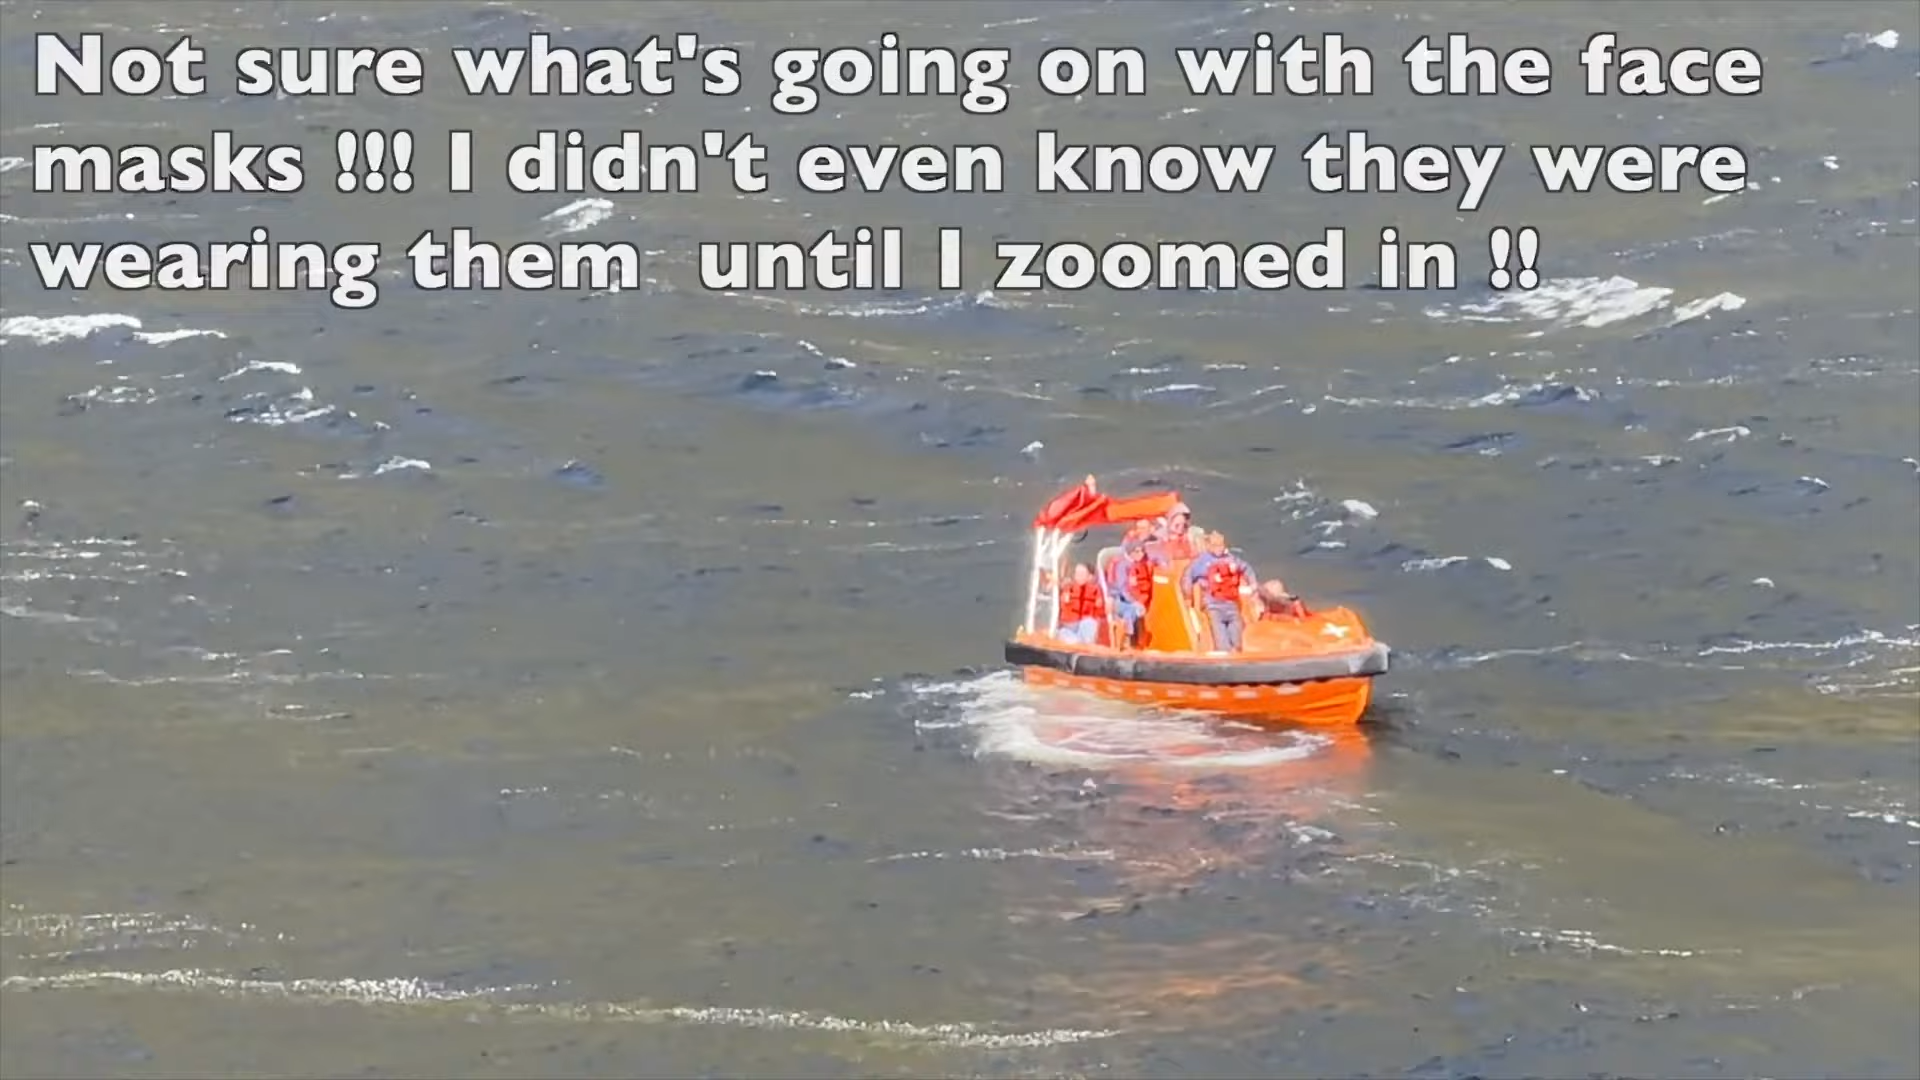 Not sure what's going on with the face
masks !!! I didn't even know they were
wearing them  until I zoomed in !!